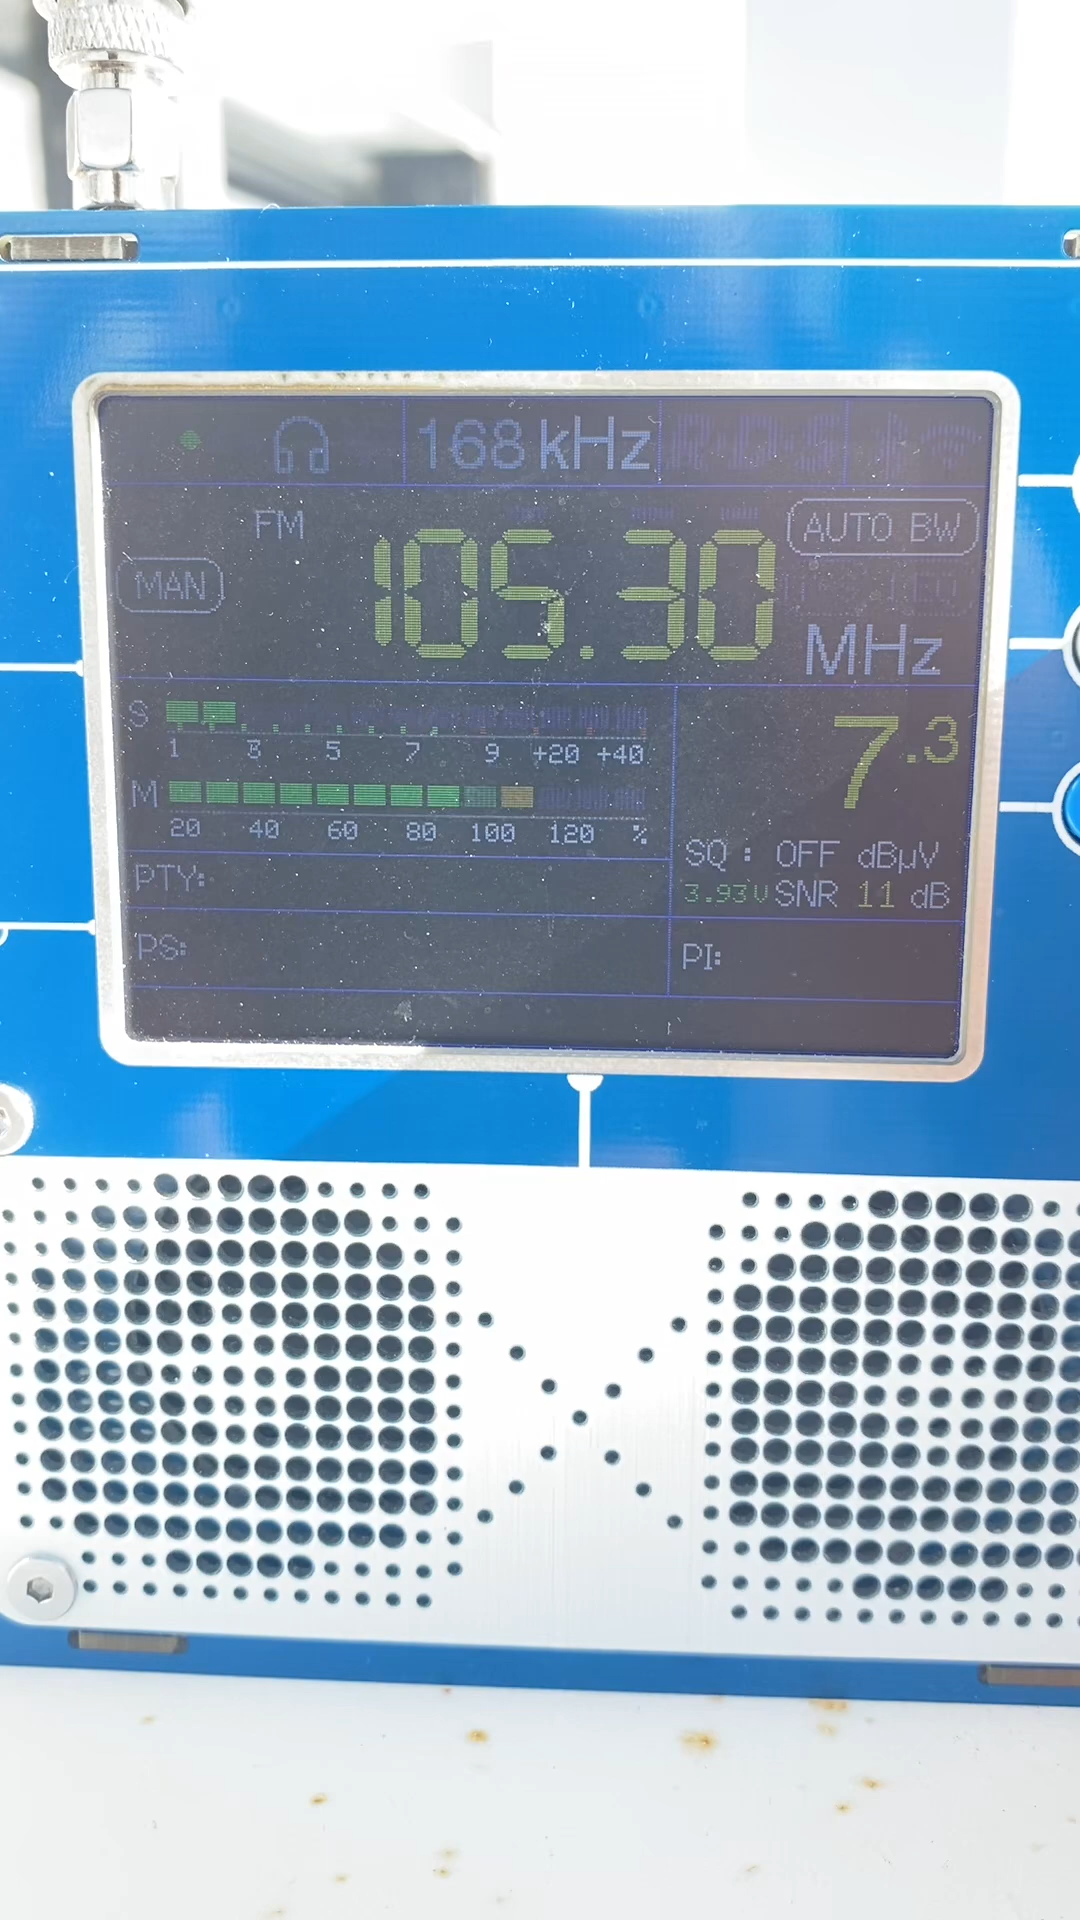 168 kHz RDS
FM 105.30 AUTO BW
MAN
MHz
S
1 3 5 7 9 +20 +40
7.3
M
20 40 60 80 100 120 %
SQ : OFF dBµV
3.93V SNR 11 dB
PTY:
PS:
PI: